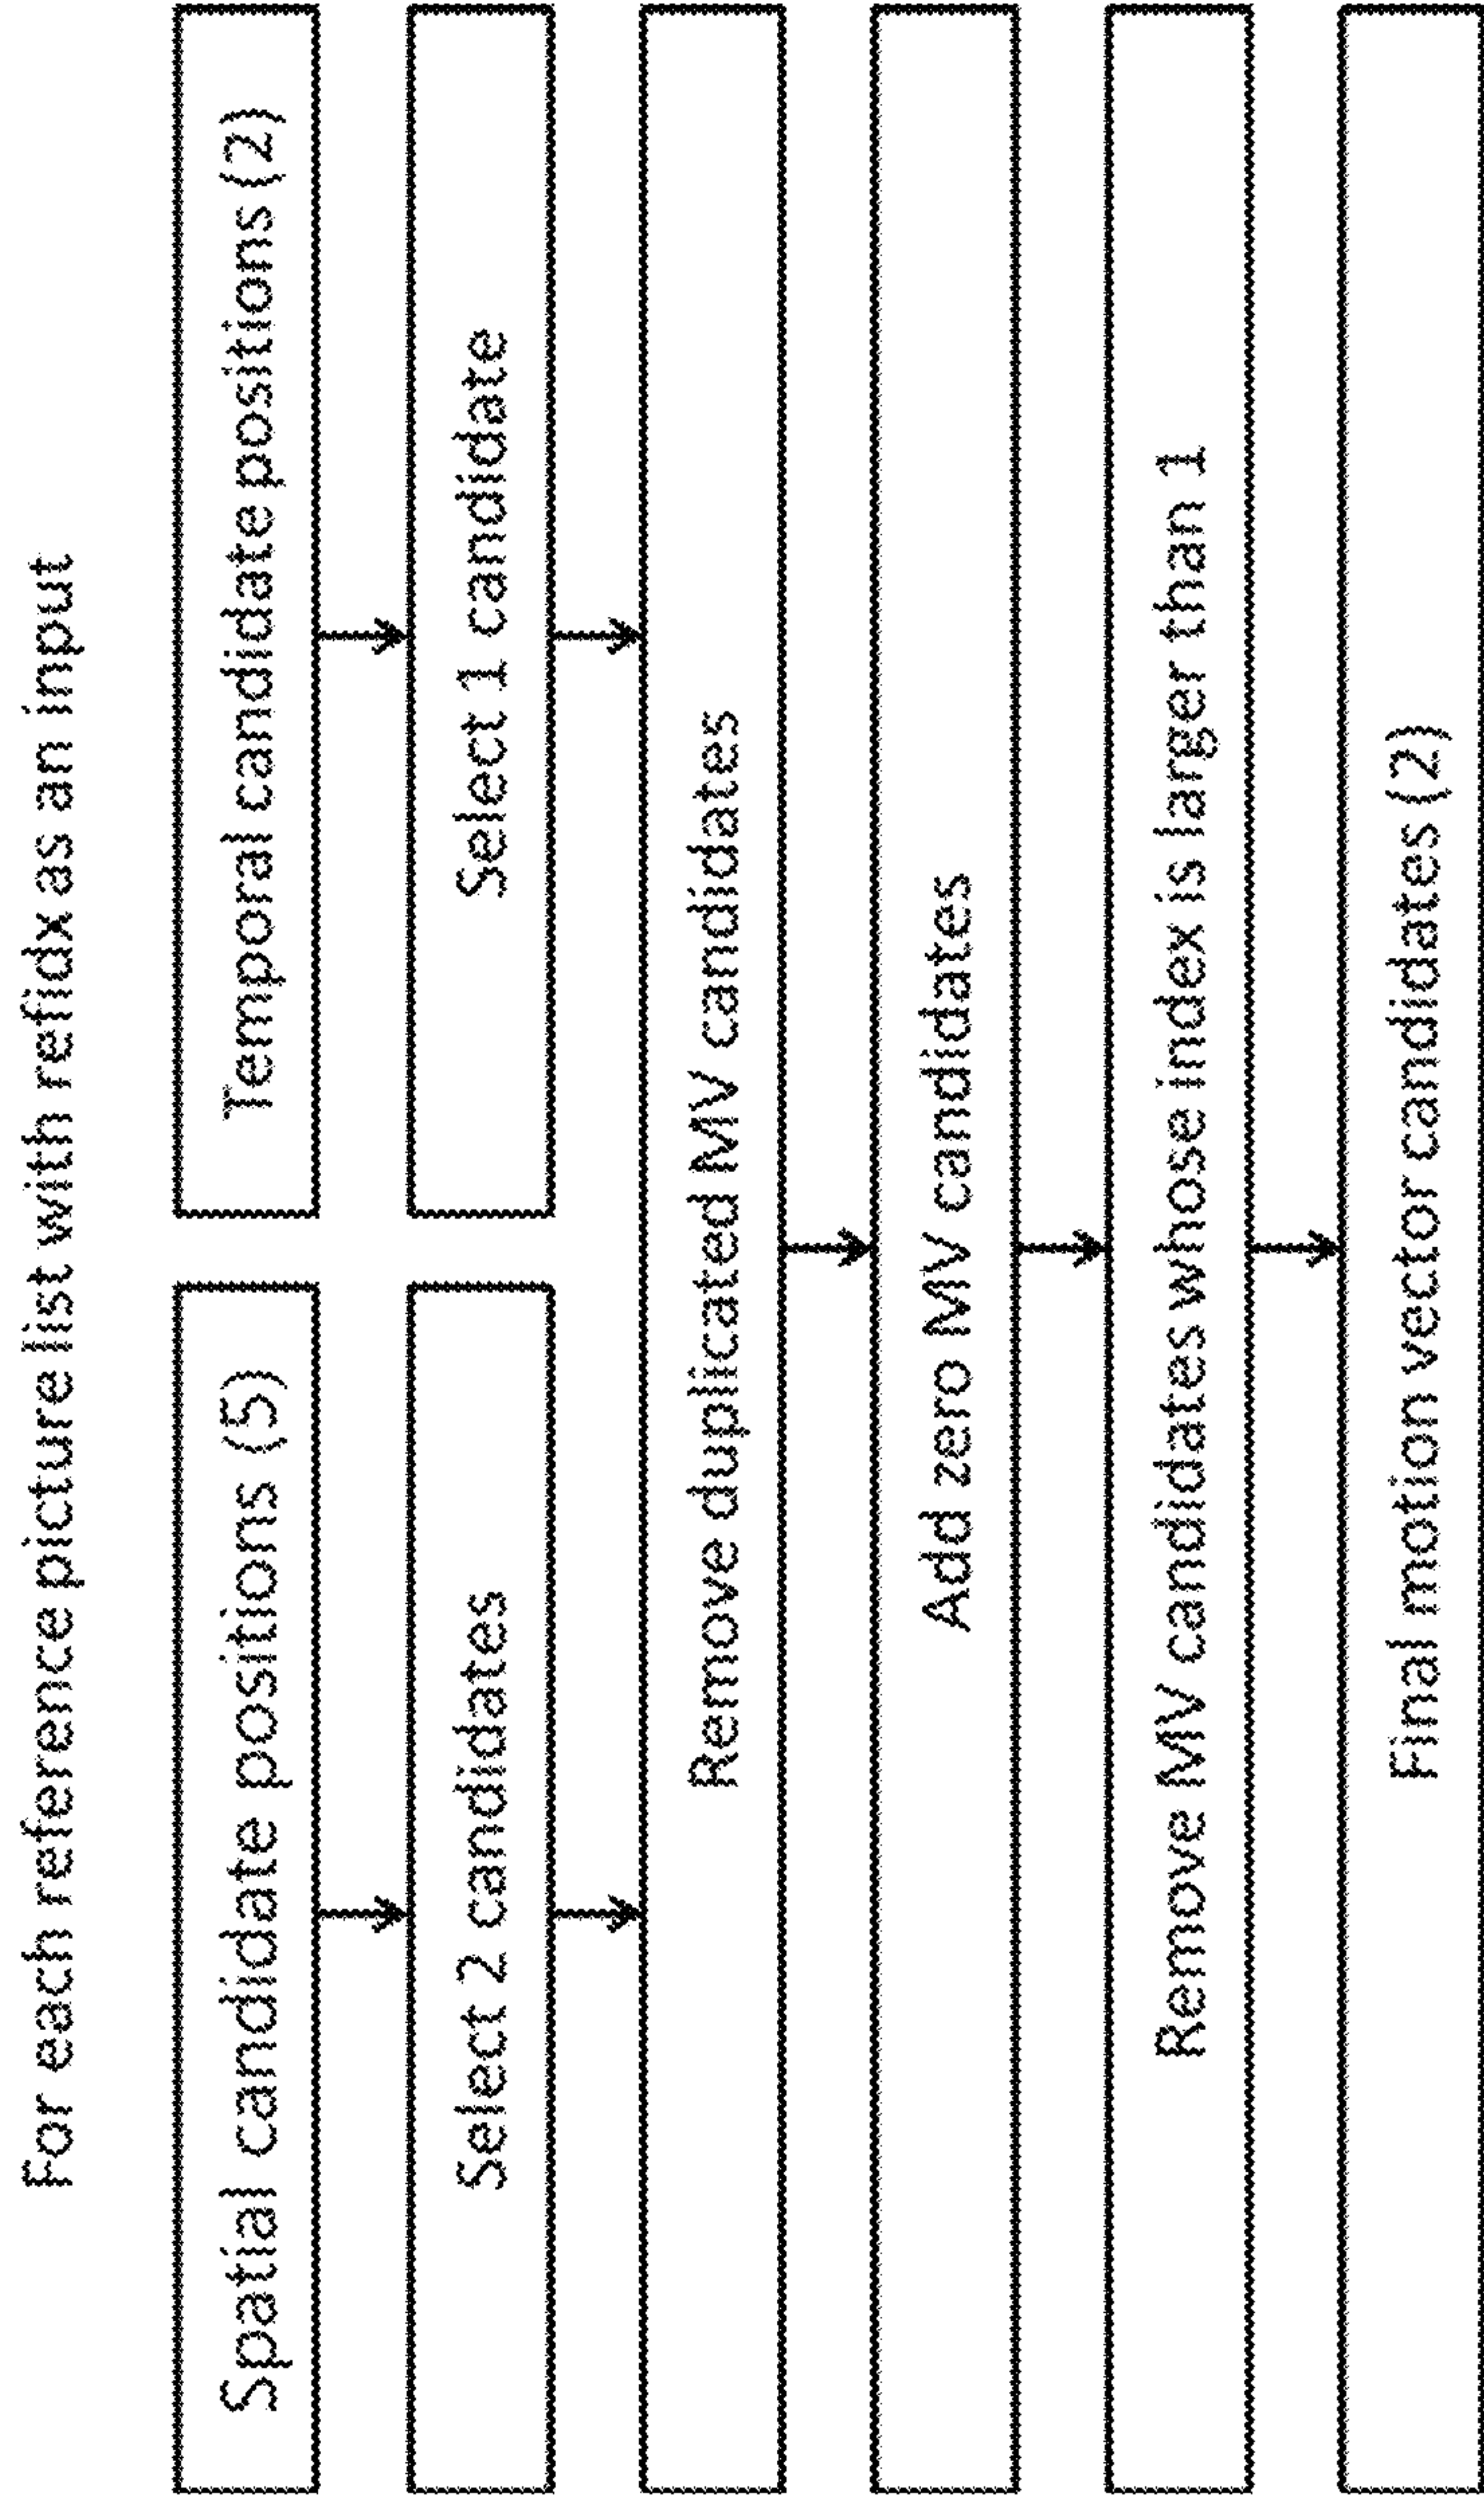 For each reference picture list with refidx as an input
Spatial candidate positions (5)
Temporal candidate positions (2)
Select 2 candidates
Select 1 candidate
Remove duplicated MV candidates
Add zero MV candidates
Remove MV candidates whose index is larger than 1
Final motion vector candidates (2)